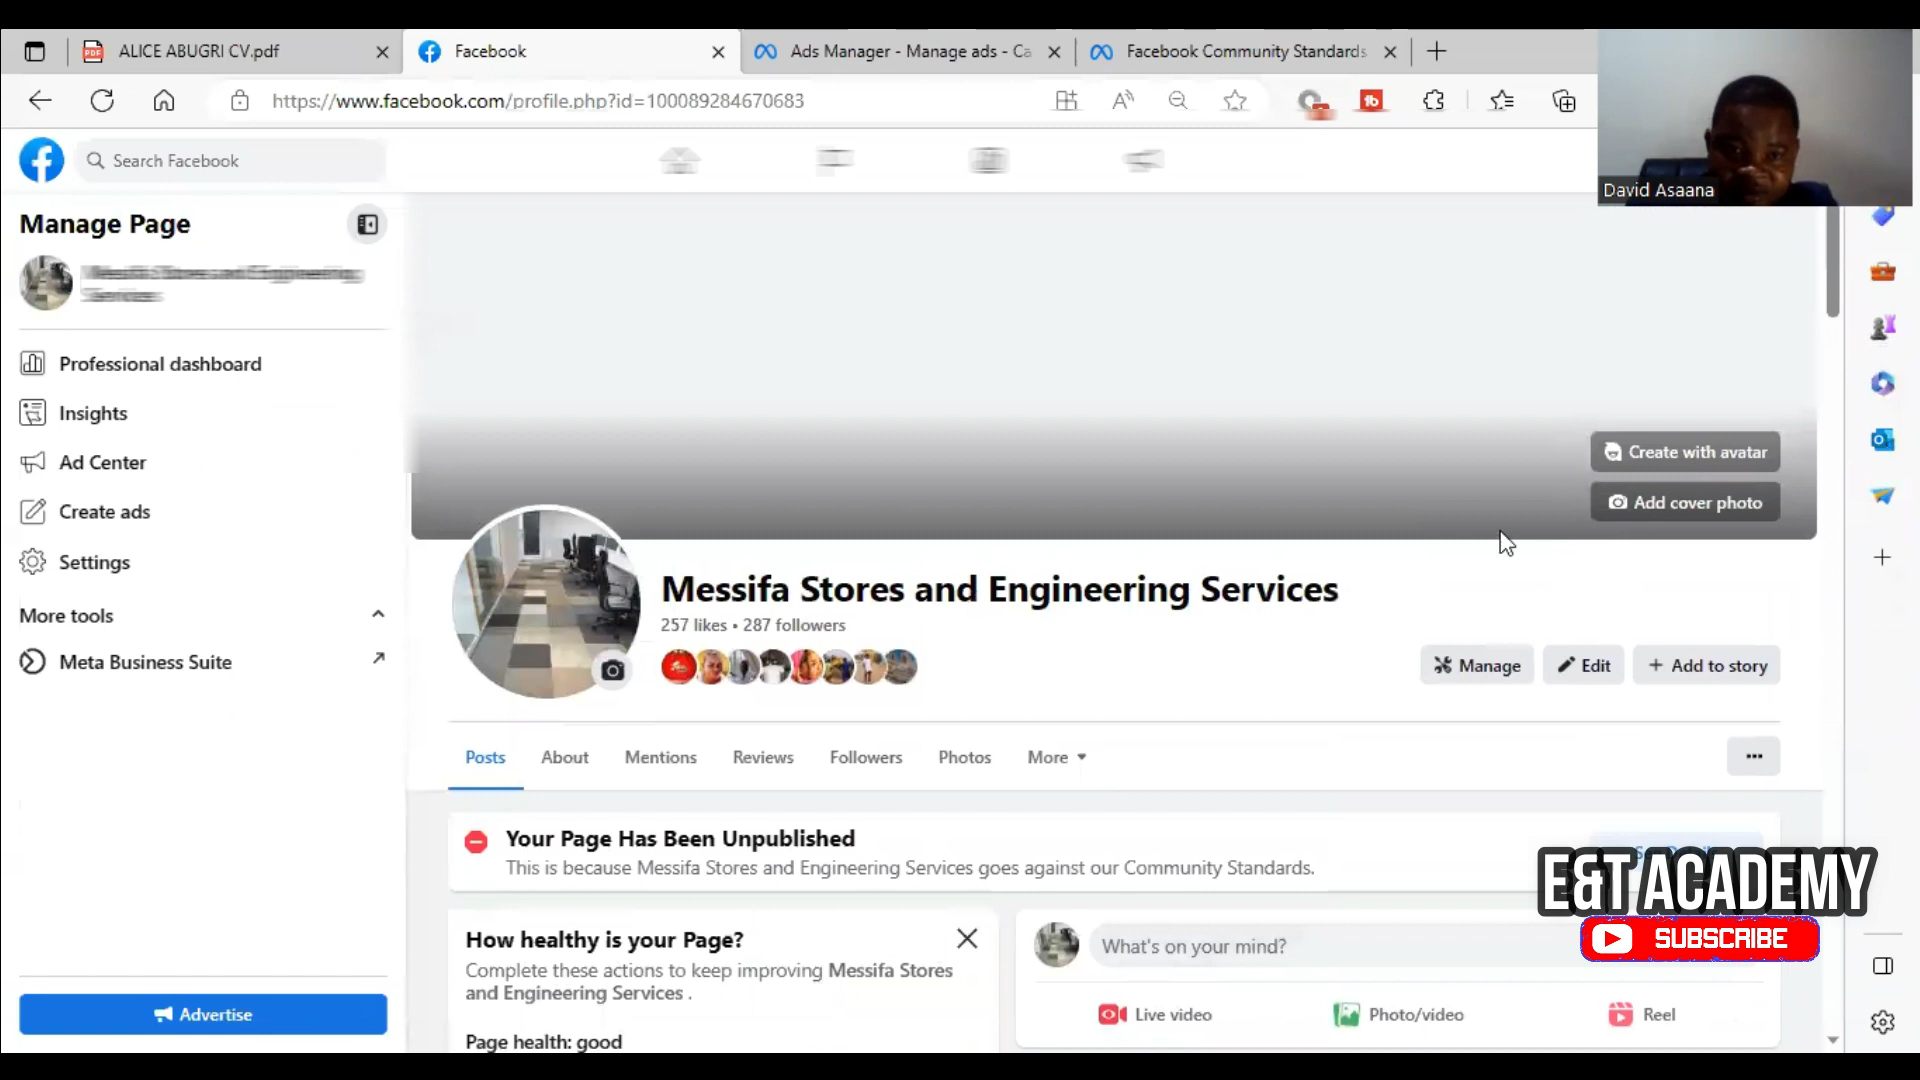 ALICE ABUGRI CV.pdf
Facebook
Ads Manager - Manage ads - Ca
Facebook Community Standards
https://www.facebook.com/profile.php?id=100089284670683
Search Facebook
David Asaana
Manage Page
Messifa Stores and Engineering
Services
Professional dashboard
Insights
Ad Center
Create ads
Settings
More tools
Meta Business Suite
Advertise
Create with avatar
Add cover photo
Messifa Stores and Engineering Services
257 likes • 287 followers
Manage
Edit
+ Add to story
Posts
About
Mentions
Reviews
Followers
Photos
More
Your Page Has Been Unpublished
This is because Messifa Stores and Engineering Services goes against our Community Standards.
E&T ACADEMY
SUBSCRIBE
How healthy is your Page?
Complete these actions to keep improving Messifa Stores
and Engineering Services .
Page health: good
What's on your mind?
Live video
Photo/video
Reel